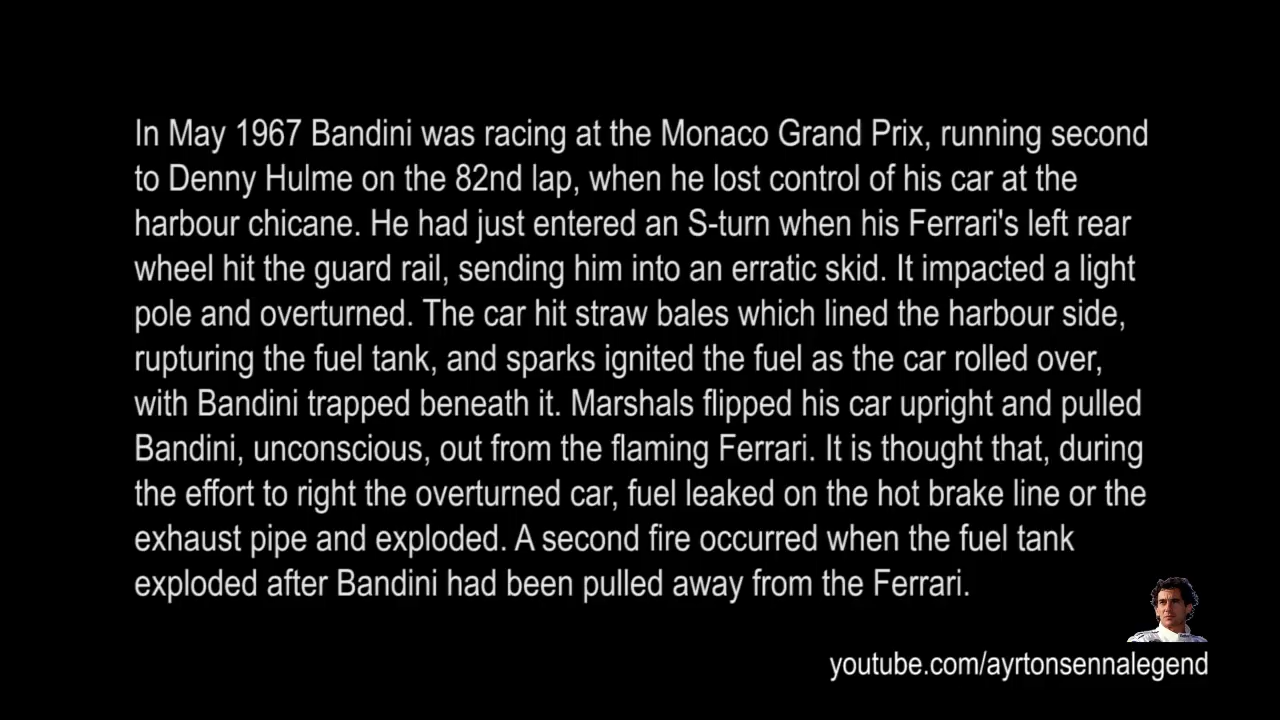 In May 1967 Bandini was racing at the Monaco Grand Prix, running second
to Denny Hulme on the 82nd lap, when he lost control of his car at the
harbour chicane. He had just entered an S-turn when his Ferrari's left rear
wheel hit the guard rail, sending him into an erratic skid. It impacted a light
pole and overturned. The car hit straw bales which lined the harbour side,
rupturing the fuel tank, and sparks ignited the fuel as the car rolled over,
with Bandini trapped beneath it. Marshals flipped his car upright and pulled
Bandini, unconscious, out from the flaming Ferrari. It is thought that, during
the effort to right the overturned car, fuel leaked on the hot brake line or the
exhaust pipe and exploded. A second fire occurred when the fuel tank
exploded after Bandini had been pulled away from the Ferrari.
youtube.com/ayrtonsennalegend